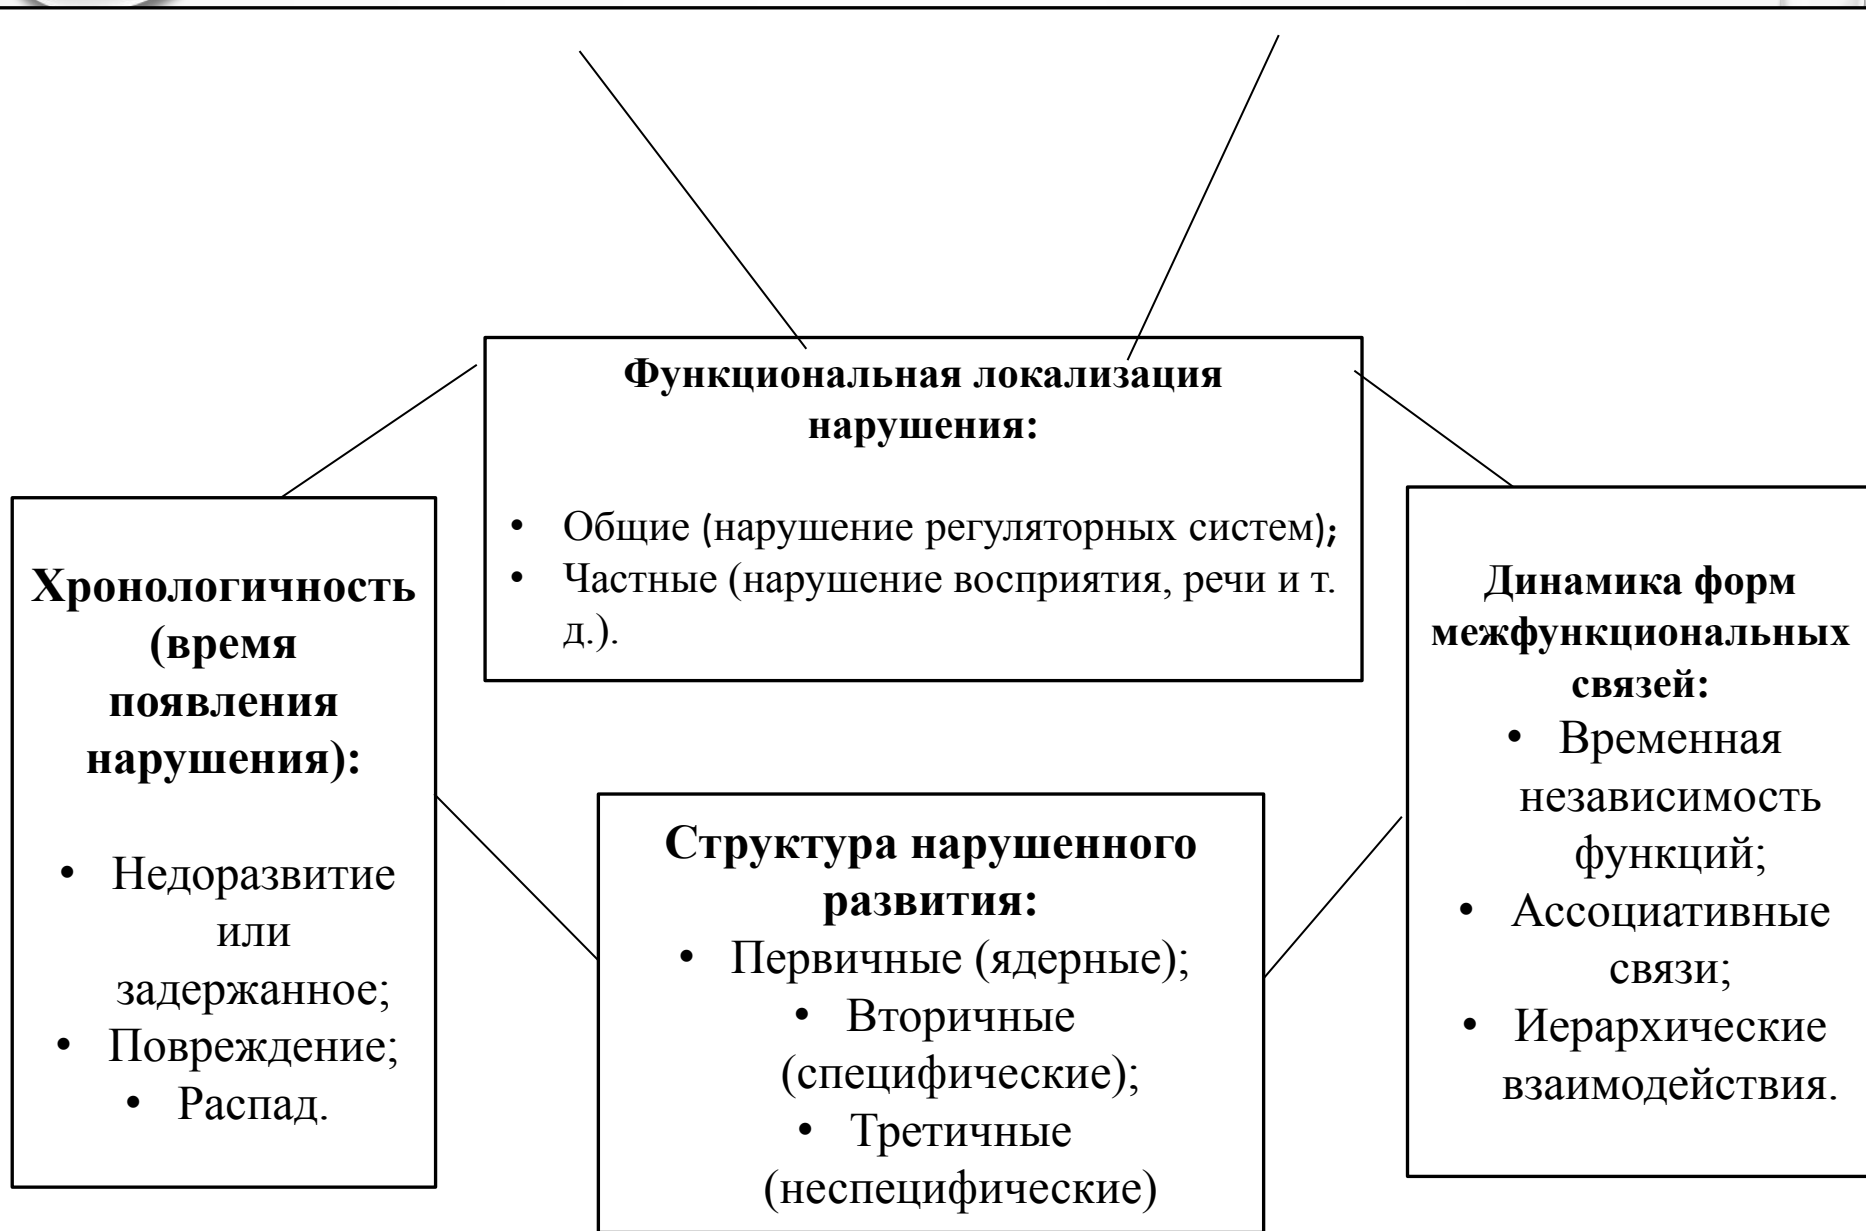 Функциональная локализация
нарушения:
• Общие (нарушение регуляторных систем);
• Частные (нарушение восприятия, речи и т.
д.).
Хронологичность
(время
появления
нарушения):
• Недоразвитие
или
задержанное;
• Повреждение;
• Распад.
Структура нарушенного
развития:
• Первичные (ядерные);
• Вторичные
(специфические);
• Третичные
(неспецифические)
Динамика форм
межфункциональных
связей:
• Временная
независимость
функций;
• Ассоциативные
связи;
• Иерархические
взаимодействия.